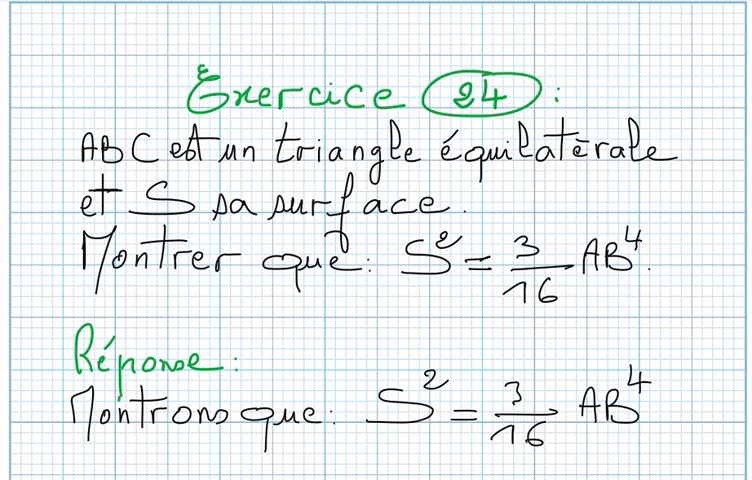 Exercice 24 :
ABC est un triangle équilatérale
et S sa surface.
Montrer que : S² = 3/16 AB⁴.
Réponse :
Montrons que : S² = 3/16 AB⁴